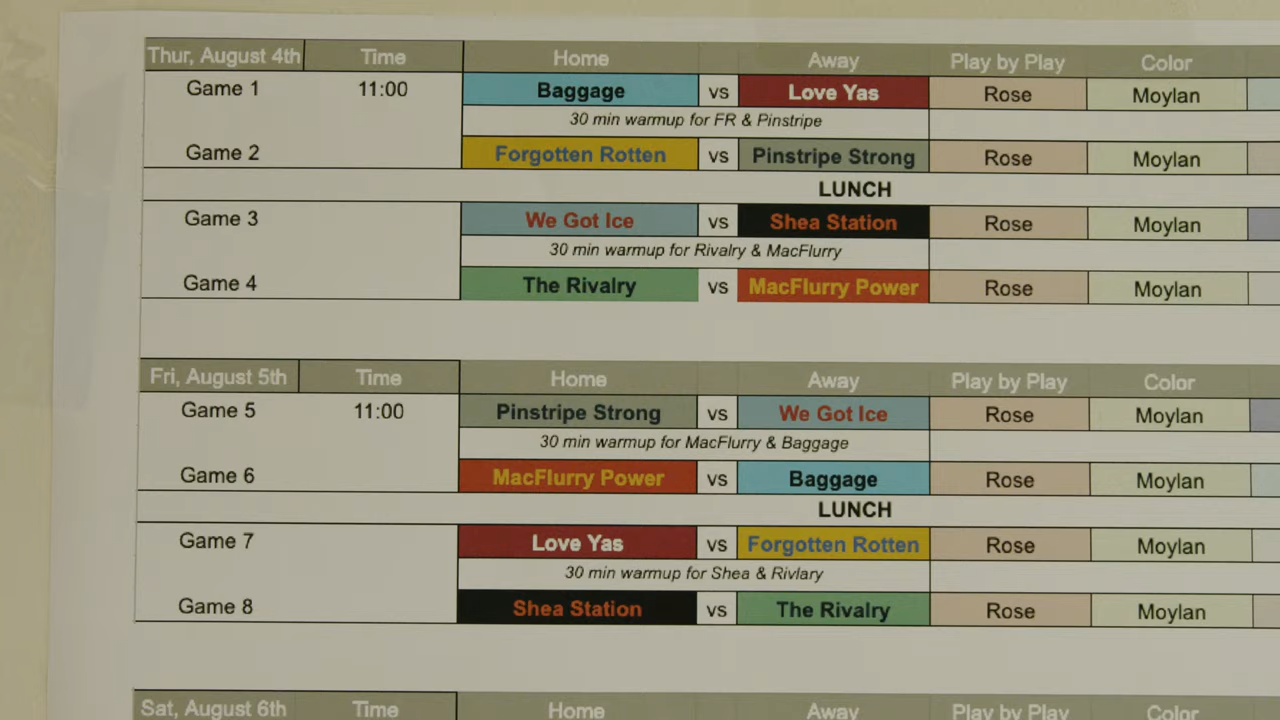 Thur, August 4th Time Home Away Play by Play Color
Game 1 11:00 Baggage vs Love Yas Rose Moylan
30 min warmup for FR & Pinstripe
Game 2 Forgotten Rotten vs Pinstripe Strong Rose Moylan
LUNCH
Game 3 We Got Ice vs Shea Station Rose Moylan
30 min warmup for Rivalry & MacFlurry
Game 4 The Rivalry vs MacFlurry Power Rose Moylan
Fri, August 5th Time Home Away Play by Play Color
Game 5 11:00 Pinstripe Strong vs We Got Ice Rose Moylan
30 min warmup for MacFlurry & Baggage
Game 6 MacFlurry Power vs Baggage Rose Moylan
LUNCH
Game 7 Love Yas vs Forgotten Rotten Rose Moylan
30 min warmup for Shea & Rivlary
Game 8 Shea Station vs The Rivalry Rose Moylan
Sat, August 6th Time Home Away Play by Play Color